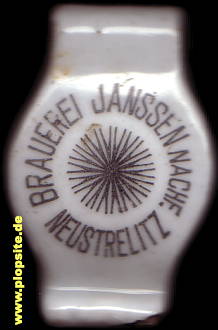 BRAUEREI JANSSEN NACHF.
NEUSTRELITZ
© www.plopsite.de